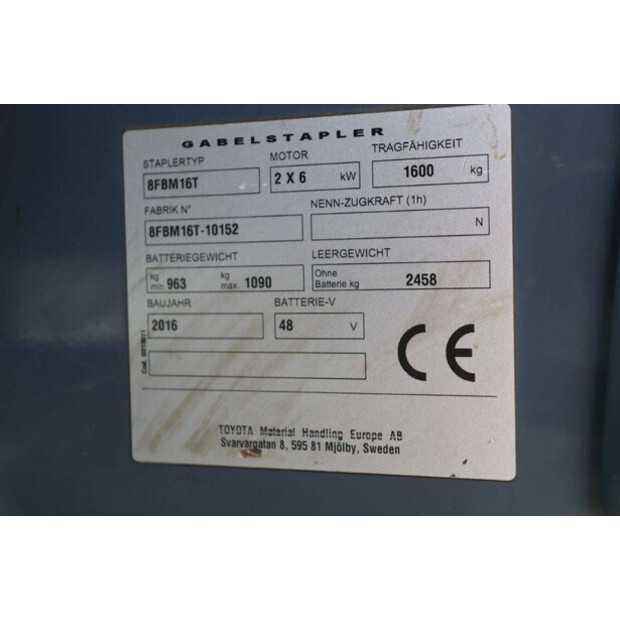 GABELSTAPLER
STAPLERTYP MOTOR TRAGFÄHIGKEIT
8FBM16T 2 X 6 kW 1600 kg
FABRIK N° NENN-ZUGKRAFT (1h)
8FBM16T-10152 N
BATTERIEGEWICHT LEERGEWICHT
kg min. 963 kg max. 1090 Ohne Batterie kg 2458
BAUJAHR BATTERIE-V
2016 48 V
CE
TOYOTA Material Handling Europe AB
Svarvargatan 8, 595 81 Mjölby, Sweden